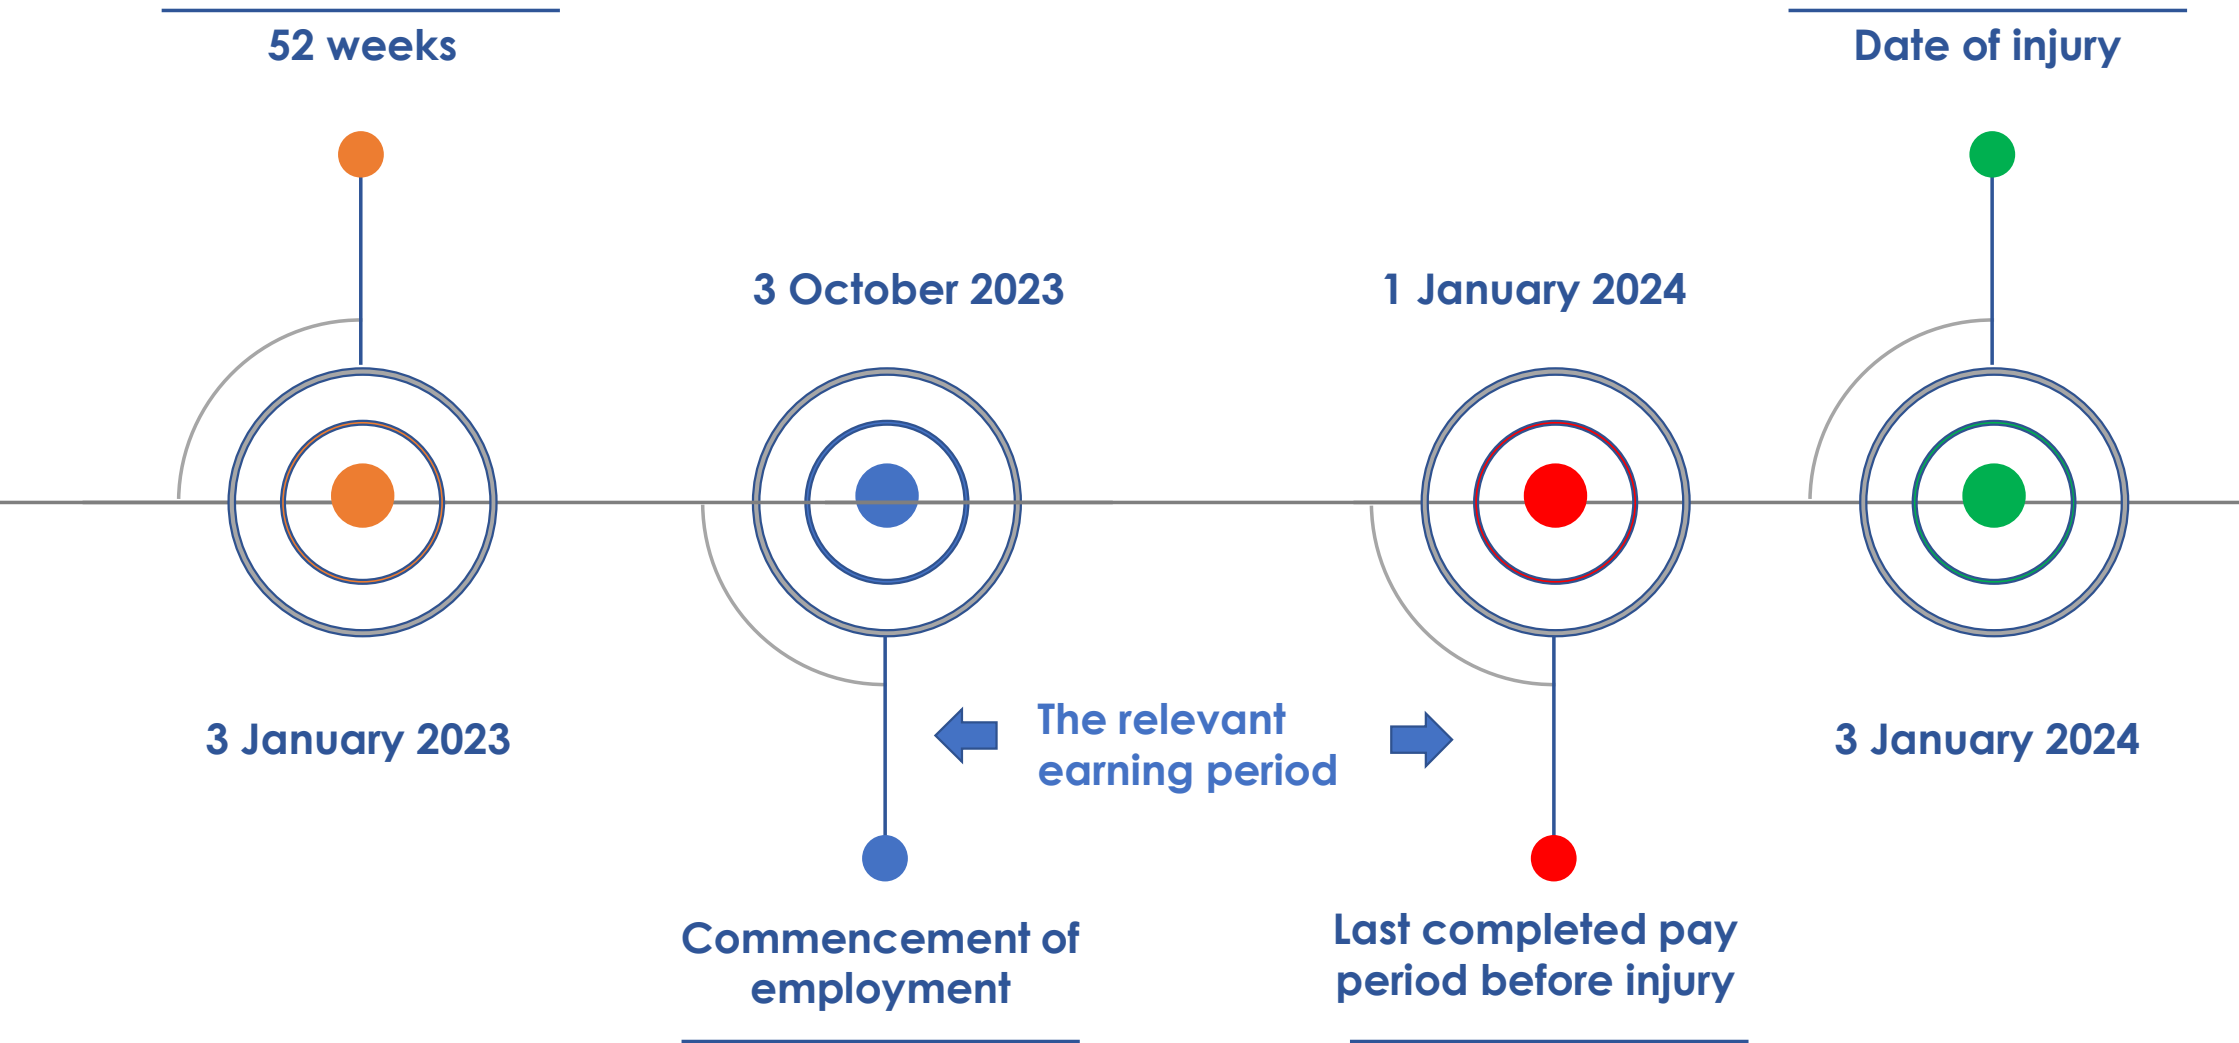 52 weeks
Date of injury
3 October 2023
1 January 2024
3 January 2023
The relevant
earning period
3 January 2024
Commencement of
employment
Last completed pay
period before injury